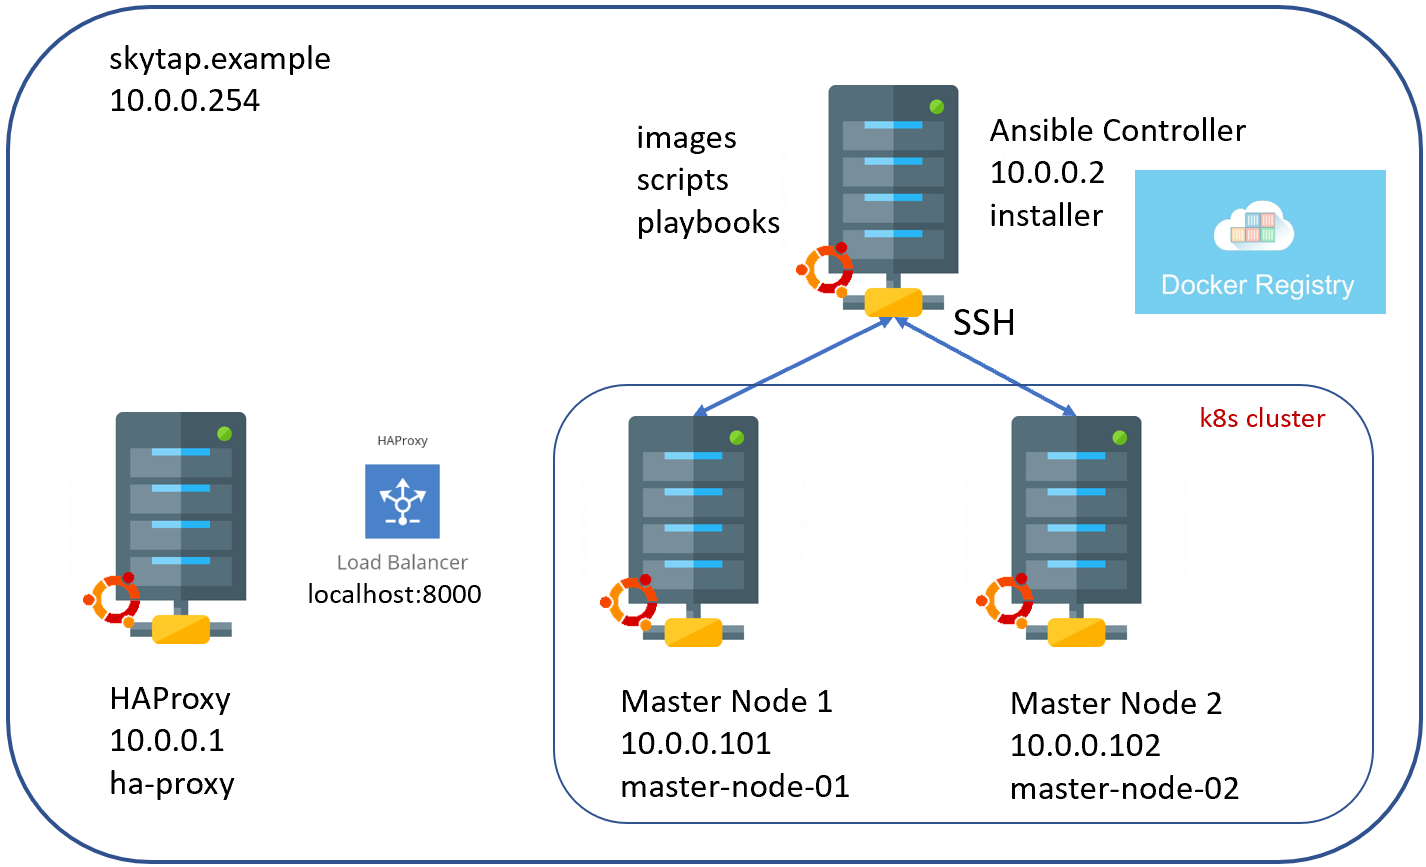 skytap.example
10.0.0.254
images
scripts
playbooks
Ansible Controller
10.0.0.2
installer
Docker Registry
SSH
k8s cluster
HAProxy
Load Balancer
localhost:8000
HAProxy
10.0.0.1
ha-proxy
Master Node 1
10.0.0.101
master-node-01
Master Node 2
10.0.0.102
master-node-02